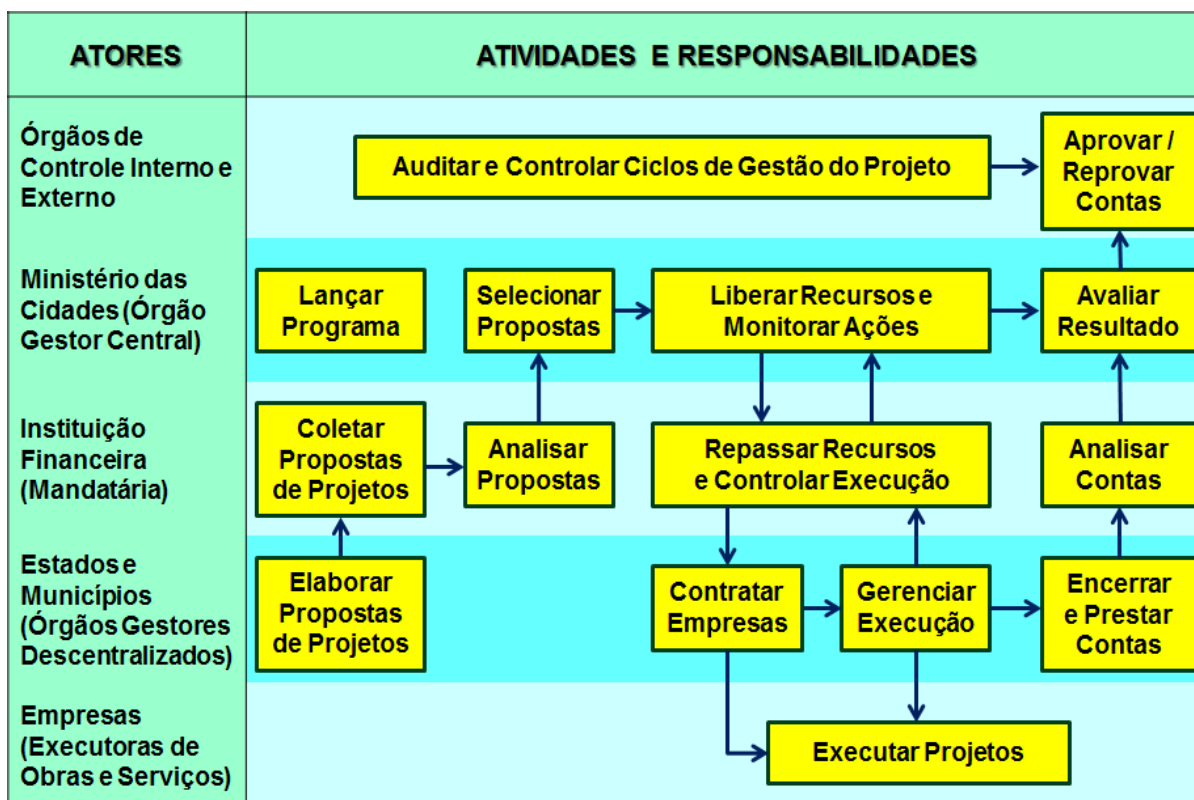 ATORES
ATIVIDADES E RESPONSABILIDADES
Órgãos de
Controle Interno e
Externo
Auditar e Controlar Ciclos de Gestão do Projeto
Aprovar /
Reprovar
Contas
Ministério das
Cidades (Órgão
Gestor Central)
Lançar
Programa
Selecionar
Propostas
Liberar Recursos e
Monitorar Ações
Avaliar
Resultado
Instituição
Financeira
(Mandatária)
Coletar
Propostas
de Projetos
Analisar
Propostas
Repassar Recursos
e Controlar Execução
Analisar
Contas
Estados e
Municípios
(Órgãos Gestores
Descentralizados)
Elaborar
Propostas
de Projetos
Contratar
Empresas
Gerenciar
Execução
Encerrar
e Prestar
Contas
Empresas
(Executoras de
Obras e Serviços)
Executar Projetos